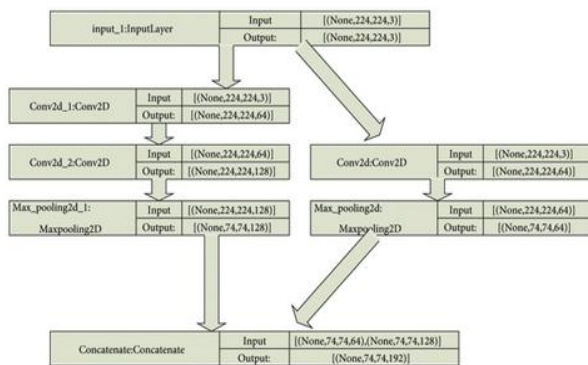 input_1:InputLayer
Input
[(None,224,224,3)]
Output:
[(None,224,224,3)]
Conv2d_1:Conv2D
Input
[(None,224,224,3)]
Output:
[(None,224,224,64)]
Conv2d_2:Conv2D
Input
[(None,224,224,64)]
Output:
[(None,224,224,128)]
Conv2d:Conv2D
Input
[(None,224,224,3)]
Output:
[(None,224,224,64)]
Max_pooling2d_1:
Maxpooling2D
Input
[(None,224,224,128)]
Output:
[(None,74,74,128)]
Max_pooling2d:
Maxpooling2D
Input
[(None,224,224,64)]
Output:
[(None,74,74,64)]
Concatenate:Concatenate
Input
[(None,74,74,64),(None,74,74,128)]
Output:
[(None,74,74,192)]